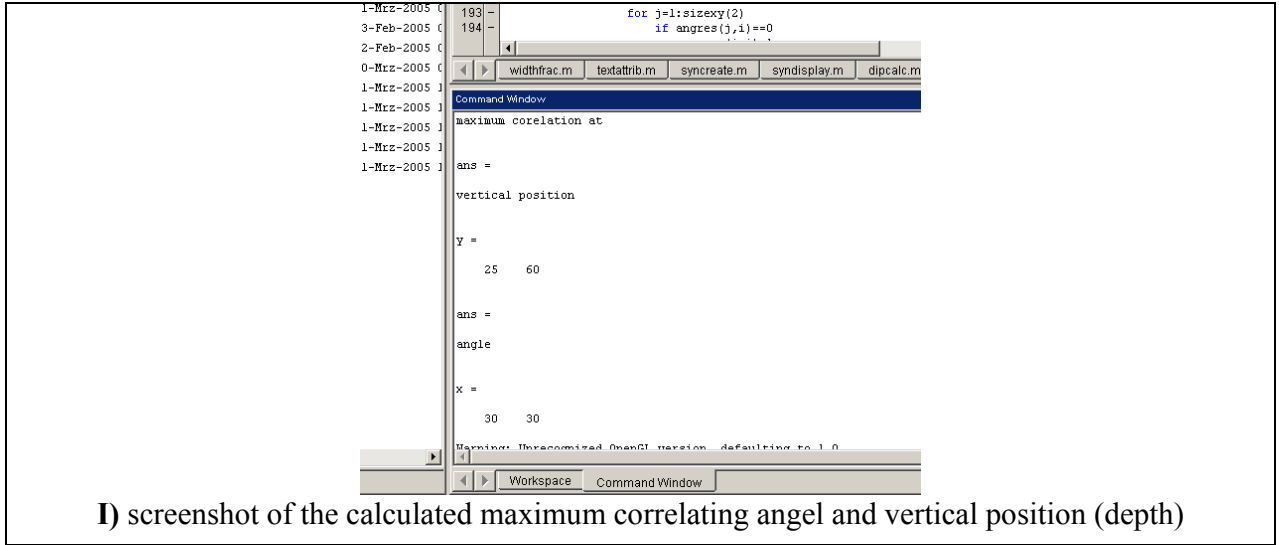 1-Mrz-2005
3-Feb-2005
2-Feb-2005
0-Mrz-2005
1-Mrz-2005
1-Mrz-2005
1-Mrz-2005
1-Mrz-2005
1-Mrz-2005
193 - for j=1:sizexy(2)
194 - if angres(j,i)==0
widthfrac.m textattrib.m syncreate.m syndisplay.m dipcalc.m
Command Window
maximum corelation at
ans =
vertical position
y =
25 60
ans =
angle
x =
30 30
Warning: Unrecognized OpenGL version, defaulting to 1.0
Workspace Command Window
I) screenshot of the calculated maximum correlating angel and vertical position (depth)